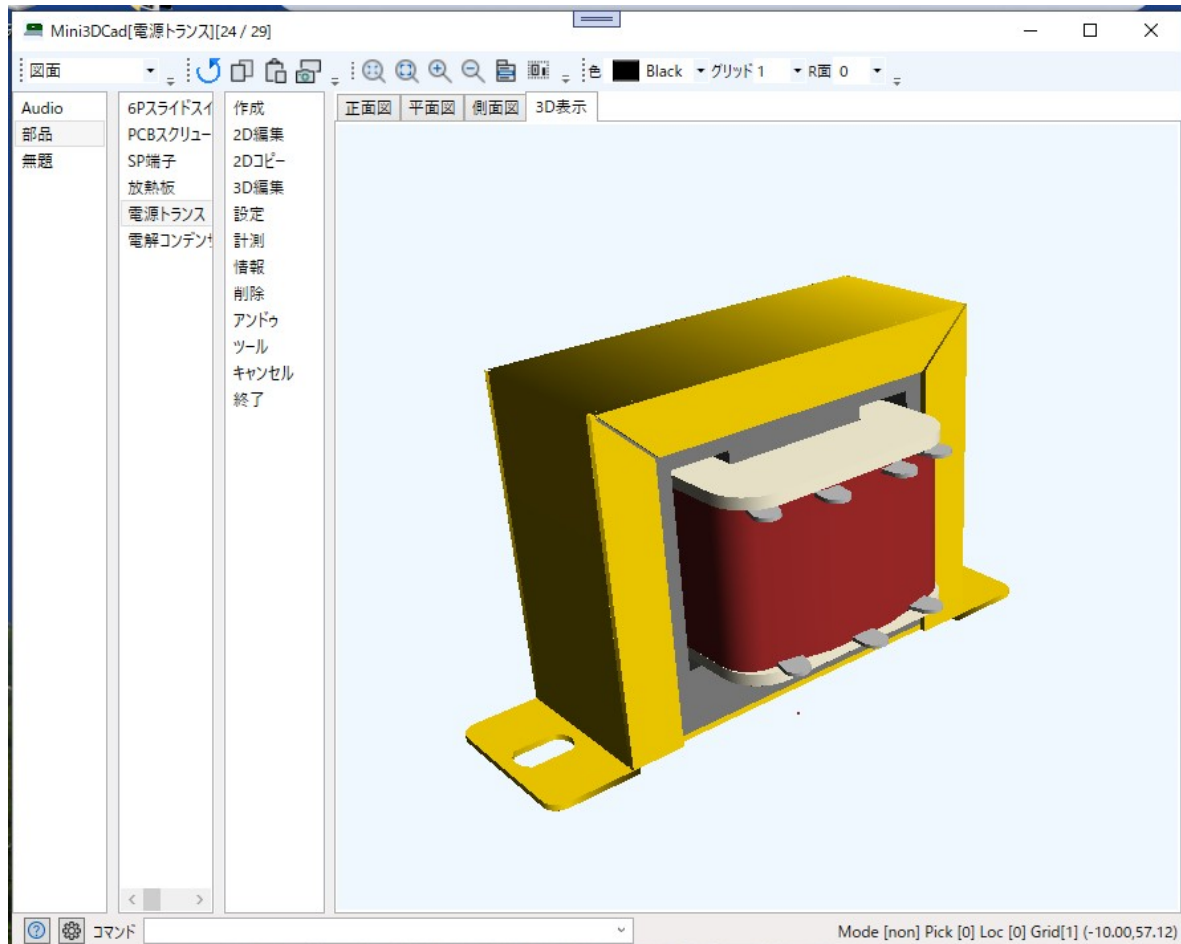 Mini3DCad[電源トランス][24 / 29]
図面
色 Black グリッド 1 R面 0
Audio
部品
無題
6Pスライドスイ
PCBスクリュー
SP端子
放熱板
電源トランス
電解コンデンサ
作成
2D編集
2Dコピー
3D編集
設定
計測
情報
削除
アンドゥ
ツール
キャンセル
終了
正面図 平面図 側面図 3D表示
コマンド
Mode [non] Pick [0] Loc [0] Grid[1] (-10.00,57.12)